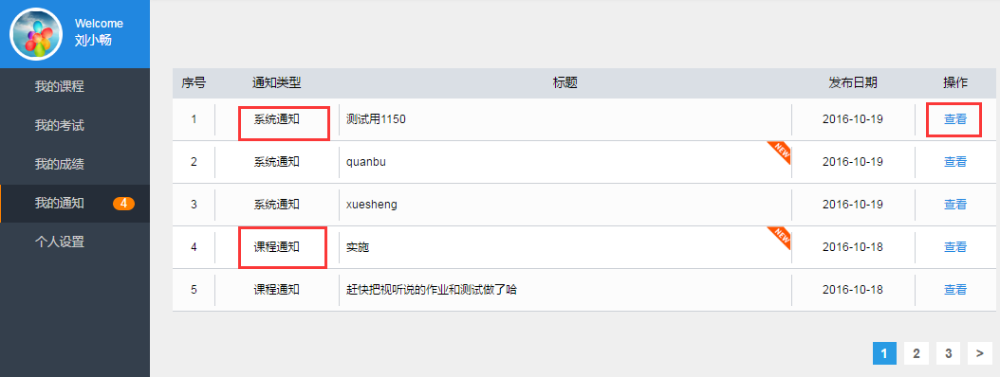 Welcome
刘小畅
我的课程
我的考试
我的成绩
我的通知 4
个人设置
序号 通知类型 标题 发布日期 操作
1 系统通知 测试用1150 2016-10-19 查看
2 系统通知 quanbu NEW 2016-10-19 查看
3 系统通知 xuesheng 2016-10-19 查看
4 课程通知 实施 NEW 2016-10-18 查看
5 课程通知 赶快把视听说的作业和测试做了哈 2016-10-18 查看
1 2 3 >